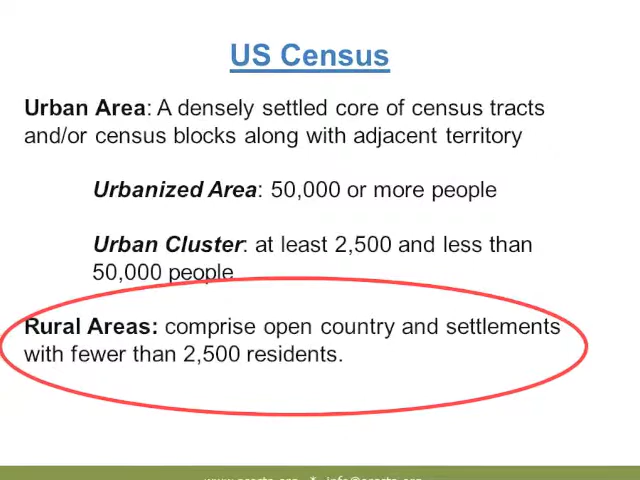 US Census
Urban Area: A densely settled core of census tracts
and/or census blocks along with adjacent territory
Urbanized Area: 50,000 or more people
Urban Cluster: at least 2,500 and less than
50,000 people
Rural Areas: comprise open country and settlements
with fewer than 2,500 residents.